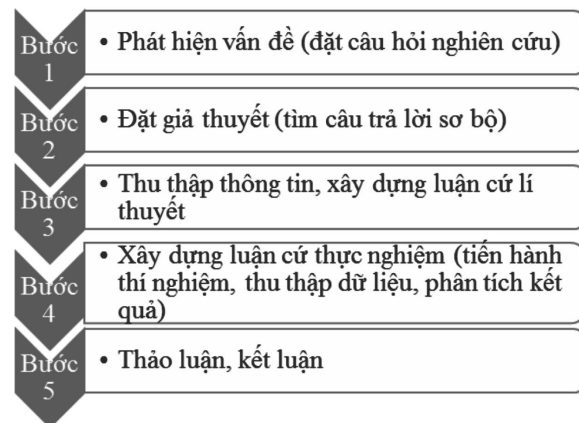 Bước
1
• Phát hiện vấn đề (đặt câu hỏi nghiên cứu)
Bước
2
• Đặt giả thuyết (tìm câu trả lời sơ bộ)
Bước
3
• Thu thập thông tin, xây dựng luận cứ lí
thuyết
Bước
4
• Xây dựng luận cứ thực nghiệm (tiến hành
thí nghiệm, thu thập dữ liệu, phân tích kết
quả)
Bước
5
• Thảo luận, kết luận